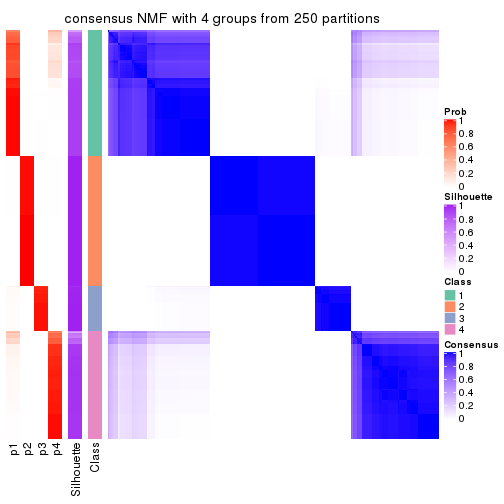 consensus NMF with 4 groups from 250 partitions
Prob
1
0.8
0.6
0.4
0.2
0
Silhouette
1
0.8
0.6
0.4
0.2
0
Class
1
2
3
4
Consensus
1
0.8
0.6
0.4
0.2
0
p1
p2
p3
p4
Silhouette
Class